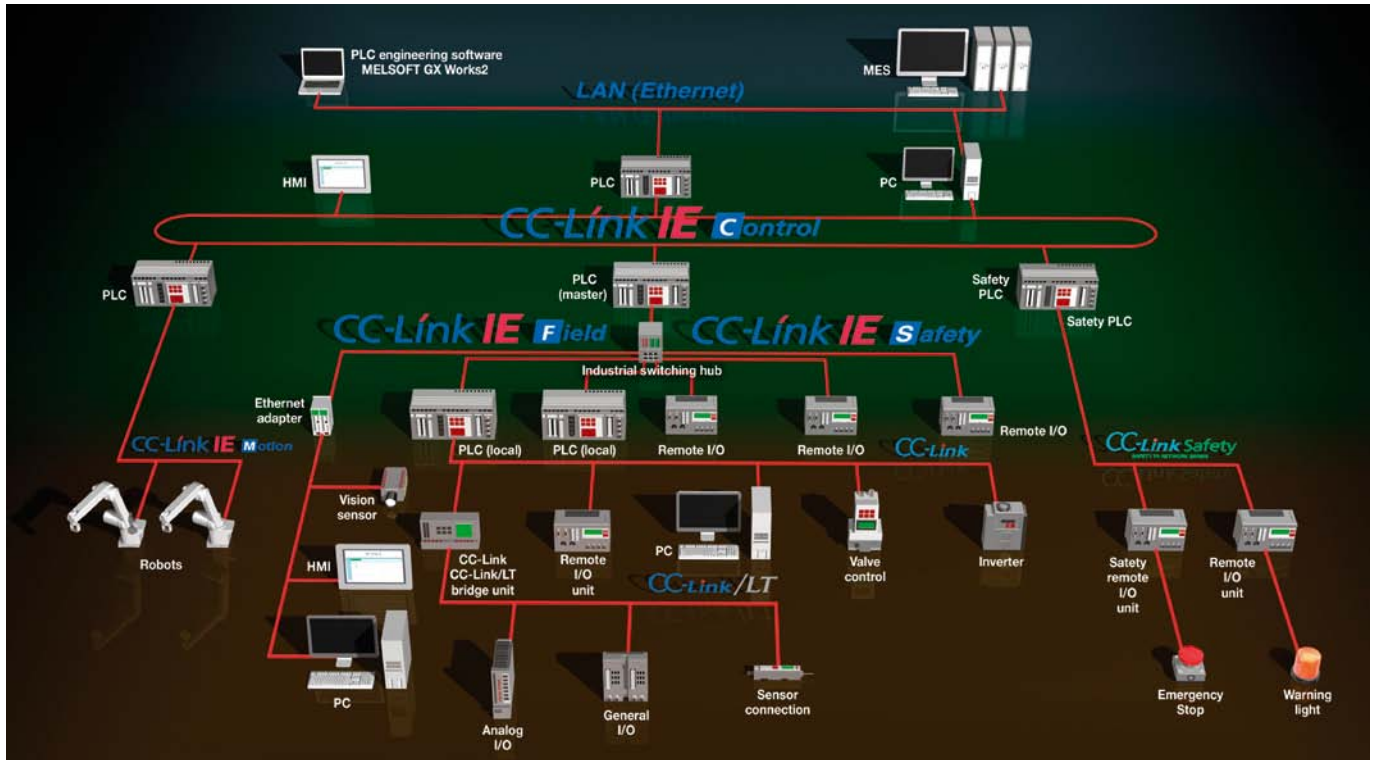 PLC engineering software
MELSOFT GX Works2
MES
LAN (Ethernet)
HMI
PLC
PC
CC-Link IE Control
PLC
PLC
(master)
Safety
PLC
Satety PLC
CC-Link IE Field
CC-Link IE Safety
Industrial switching hub
Ethernet
adapter
PLC (local)
PLC (local)
Remote I/O
Remote I/O
Remote I/O
CC-Link IE Motion
CC-Link
CC-Link Safety
Vision
sensor
Robots
HMI
CC-Link
CC-Link/LT
bridge unit
Remote
I/O
unit
PC
Valve
control
Inverter
Satety
remote
I/O
unit
Remote
I/O
unit
CC-Link/LT
PC
Analog
I/O
General
I/O
Sensor
connection
Emergency
Stop
Warning
light